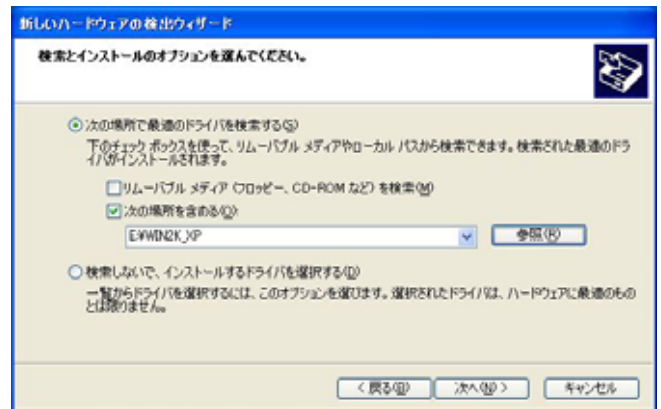 新しいハードウェアの検出ウィザード
検索とインストールのオプションを選んでください。
次の場所で最適のドライバを検索する(S)
下のチェック ボックスを使って、リムーバブル メディアやローカル パスから検索できます。検索された最適のドラ
イバがインストールされます。
リムーバブル メディア (フロッピー、CD-ROM など) を検索(M)
次の場所を含める(O):
E:¥WIN2K_XP
参照(R)
検索しないで、インストールするドライバを選択する(D)
一覧からドライバを選択するには、このオプションを選びます。選択されたドライバは、ハードウェアに最適のもの
とは限りません。
< 戻る(B) 次へ(N) > キャンセル